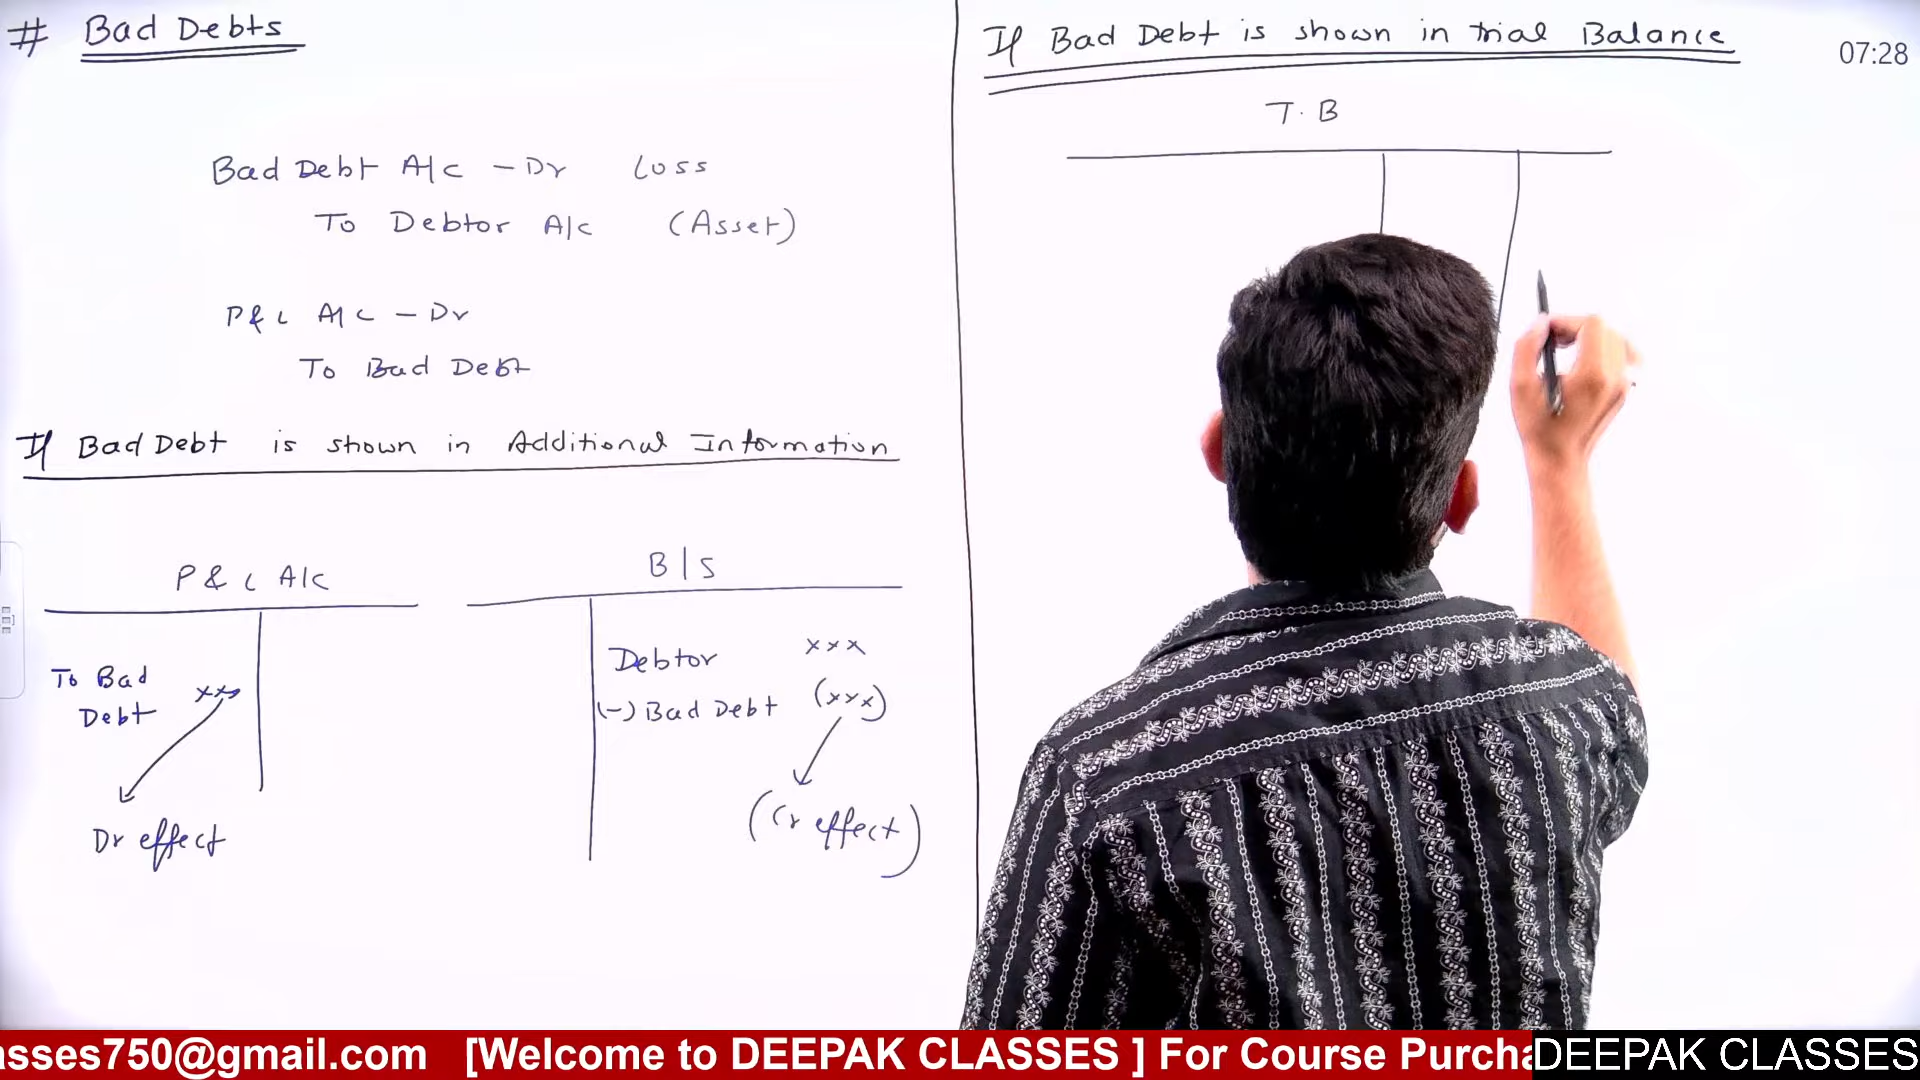 # Bad Debts
Bad Debt A/c - Dr Loss
To Debtor A/c (Asset)
P & L A/c - Dr
To Bad Debt
If Bad Debt is shown in Additional Information
P & L A/c
To Bad xxx
Debt
Dr effect
B/S
Debtor xxx
(-) Bad Debt (xxx)
(Cr effect)
If Bad Debt is shown in trial Balance
07:28
T.B
asses750@gmail.com [Welcome to DEEPAK CLASSES ] For Course Purcha
DEEPAK CLASSES